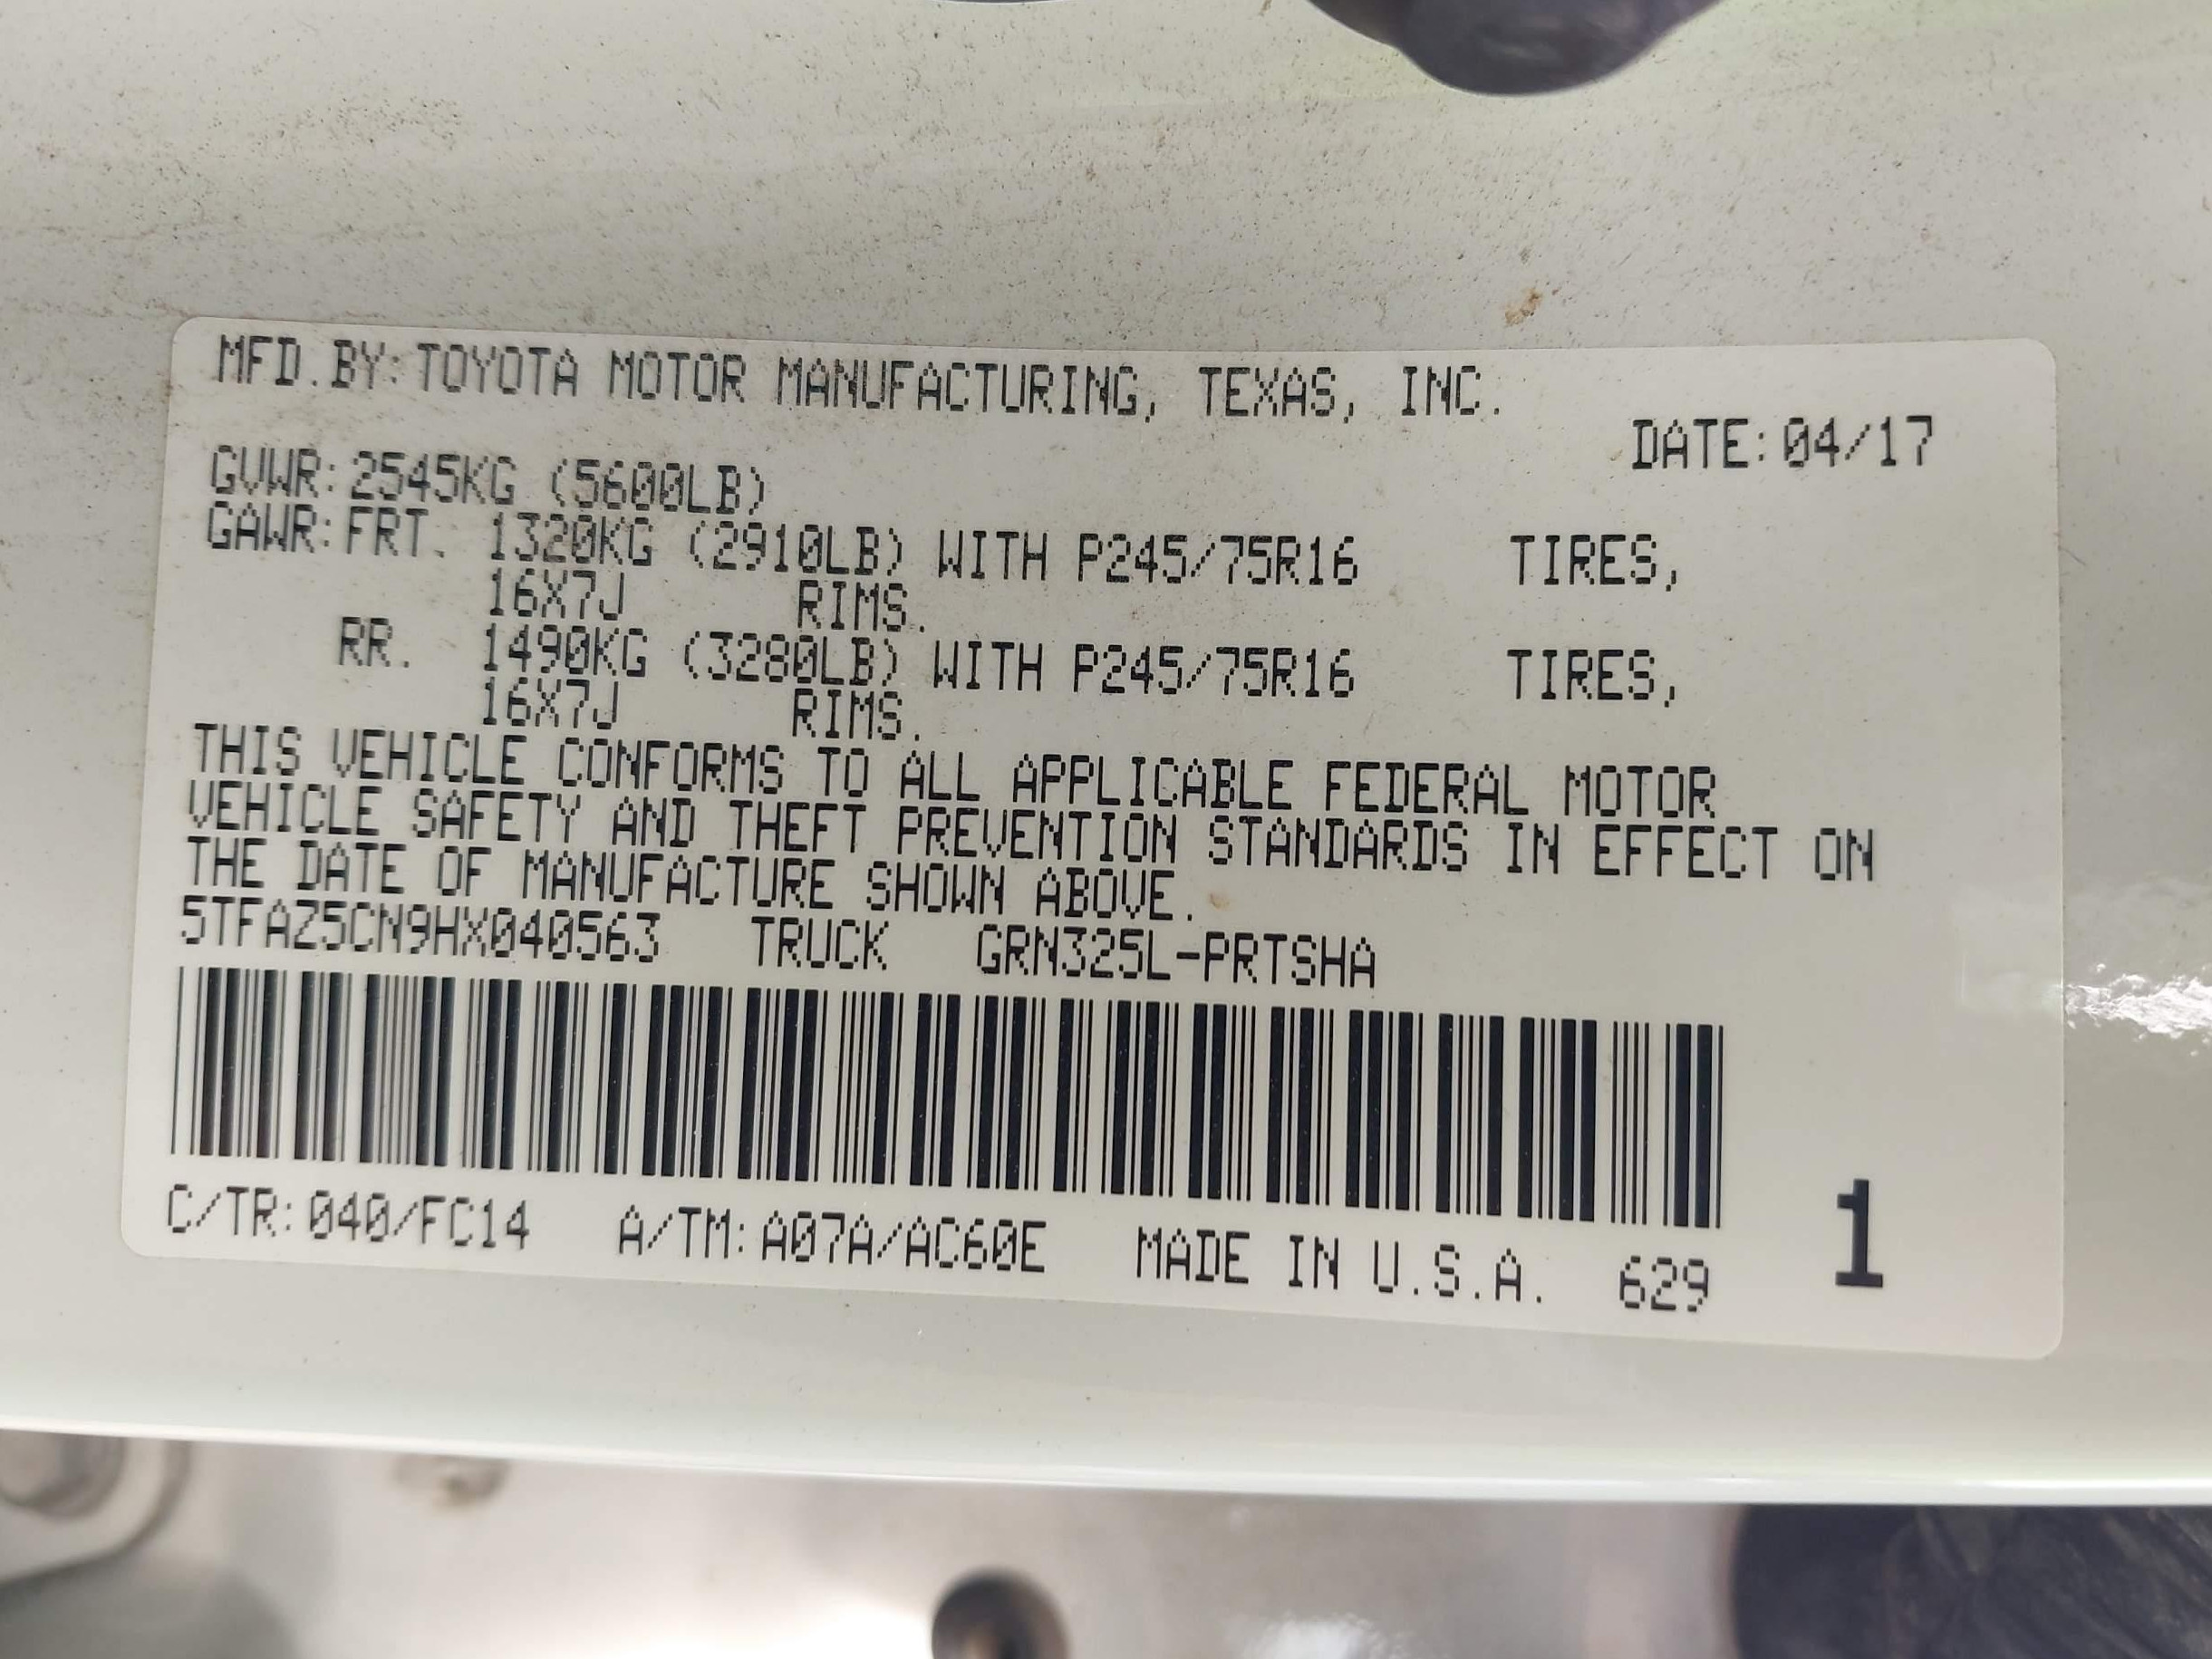 MFD.BY:TOYOTA MOTOR MANUFACTURING, TEXAS, INC.
DATE:04/17
GVWR:2545KG (5600LB)
GAWR:FRT. 1320KG (2910LB) WITH P245/75R16 TIRES,
16X7J RIMS.
RR. 1490KG (3280LB) WITH P245/75R16 TIRES,
16X7J RIMS.
THIS VEHICLE CONFORMS TO ALL APPLICABLE FEDERAL MOTOR
VEHICLE SAFETY AND THEFT PREVENTION STANDARDS IN EFFECT ON
THE DATE OF MANUFACTURE SHOWN ABOVE.
5TFAZ5CN9HX040563 TRUCK GRN325L-PRTSHA
C/TR:040/FC14 A/TM:A07A/AC60E MADE IN U.S.A. 629 1